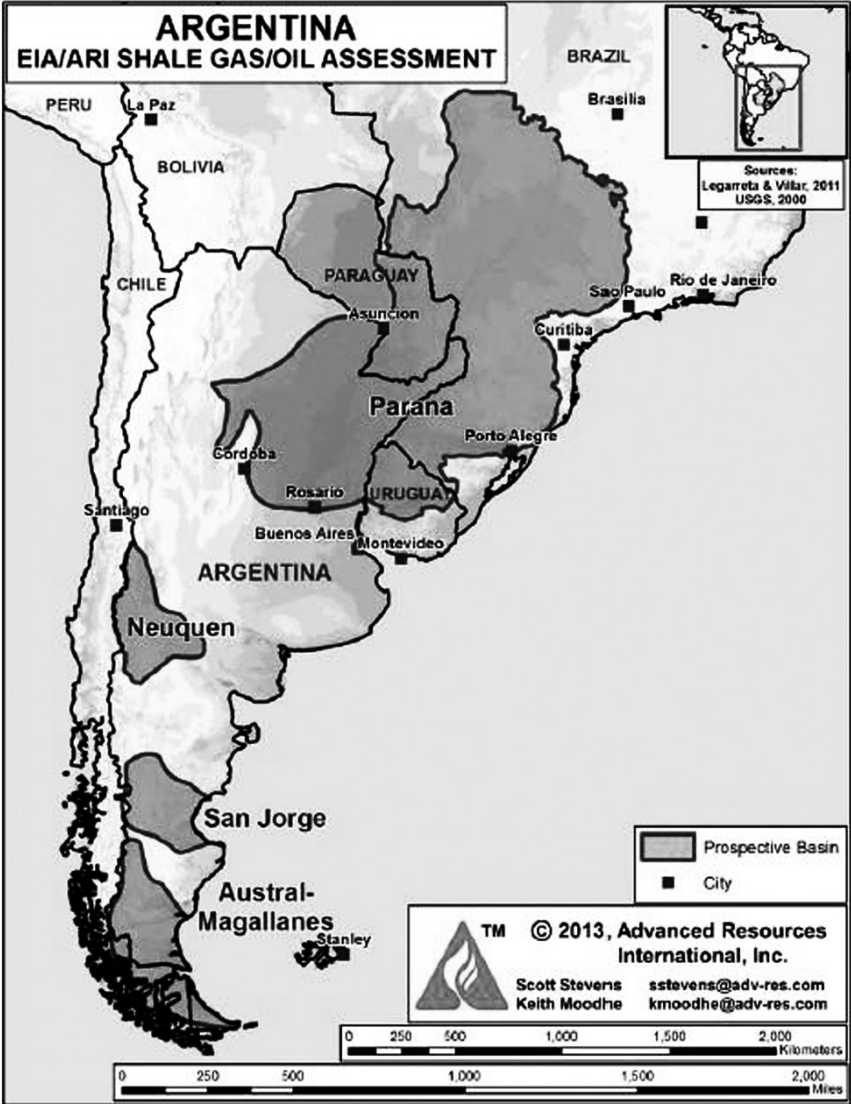 ARGENTINA
EIA/ARI SHALE GAS/OIL ASSESSMENT
BRAZIL
PERU
La Paz
Brasilia
BOLIVIA
Sources:
Legarreta & Villar, 2011
USGS, 2000
CHILE
PARAGUAY
Rio de Janeiro
Sao Paulo
Asuncion
Curitiba
Parana
Porto Alegre
Cordoba
Rosario
URUGUAY
Santiago
Buenos Aires
Montevideo
ARGENTINA
Neuquen
San Jorge
Prospective Basin
City
Austral-
Magallanes
Stanley
TM
© 2013, Advanced Resources
International, Inc.
Scott Stevens sstevens@adv-res.com
Keith Moodhe kmoodhe@adv-res.com
0 250 500 1,000 1,500 2,000
Kilometers
0 250 500 1,000 1,500 2,000
Miles